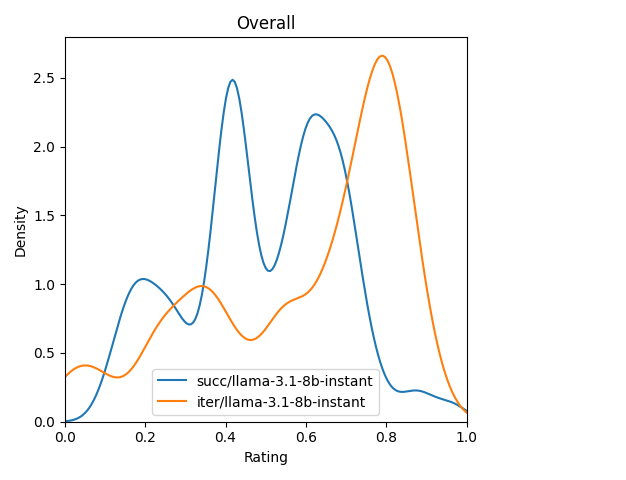 Overall
Density
2.5
2.0
1.5
1.0
0.5
0.0
succ/llama-3.1-8b-instant
iter/llama-3.1-8b-instant
0.0 0.2 0.4 0.6 0.8 1.0
Rating